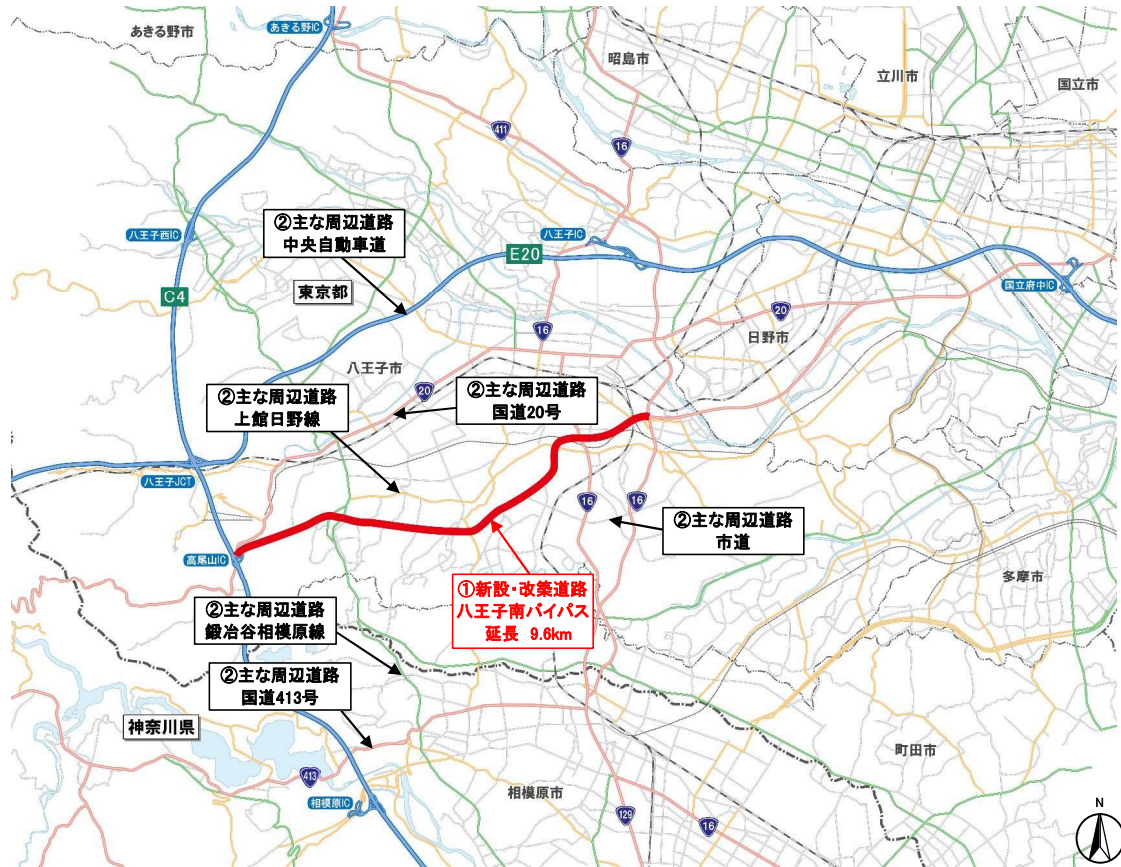 あきる野市
あきる野IC
昭島市
立川市
国立市
411
16
②主な周辺道路
中央自動車道
八王子西IC
八王子IC
E20
国立府中IC
C4
東京都
16
20
日野市
八王子市
②主な周辺道路
上館日野線
20
②主な周辺道路
国道20号
八王子JCT
16
16
②主な周辺道路
市道
高尾山IC
①新設・改築道路
八王子南バイパス
延長 9.6km
多摩市
②主な周辺道路
鍛冶谷相模原線
②主な周辺道路
国道413号
神奈川県
町田市
413
相模原IC
相模原市
129
16
N